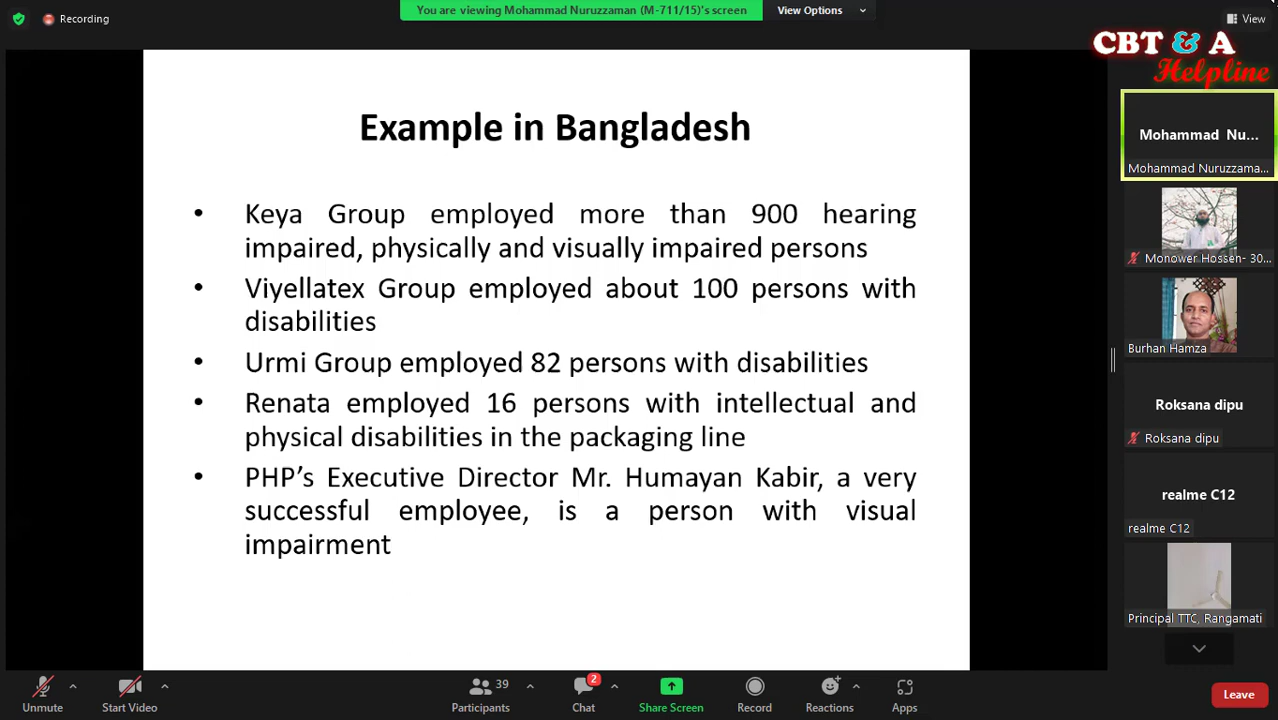 Recording
You are viewing Mohammad Nuruzzaman (M-711/15)'s screen
View Options
View
CBT & A
Helpline
Example in Bangladesh
• Keya Group employed more than 900 hearing
impaired, physically and visually impaired persons
• Viyellatex Group employed about 100 persons with
disabilities
• Urmi Group employed 82 persons with disabilities
• Renata employed 16 persons with intellectual and
physical disabilities in the packaging line
• PHP’s Executive Director Mr. Humayan Kabir, a very
successful employee, is a person with visual
impairment
Mohammad Nu...
Mohammad Nuruzzama...
Monower Hossen- 30...
Burhan Hamza
Roksana dipu
Roksana dipu
realme C12
realme C12
Principal TTC, Rangamati
Unmute
Start Video
39
Participants
2
Chat
Share Screen
Record
Reactions
Apps
Leave